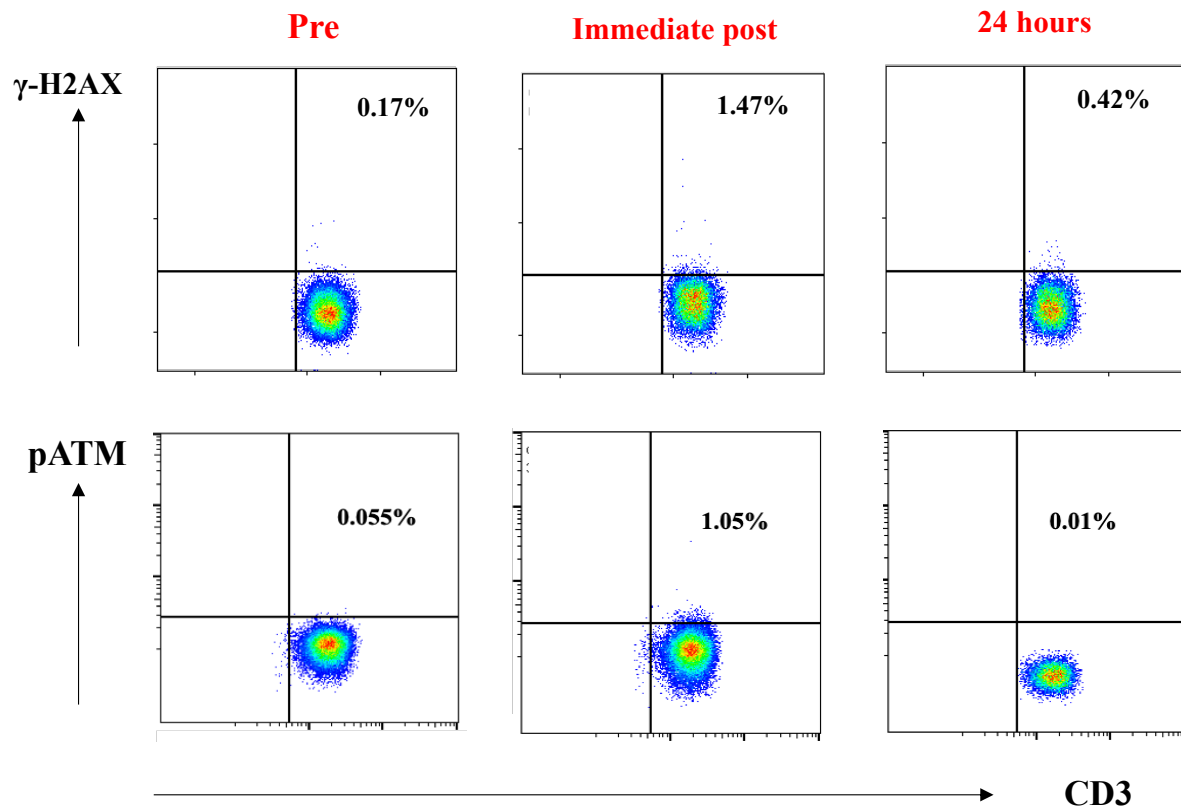 Pre
Immediate post
24 hours
γ-H2AX
0.17%
1.47%
0.42%
pATM
0.055%
1.05%
0.01%
CD3